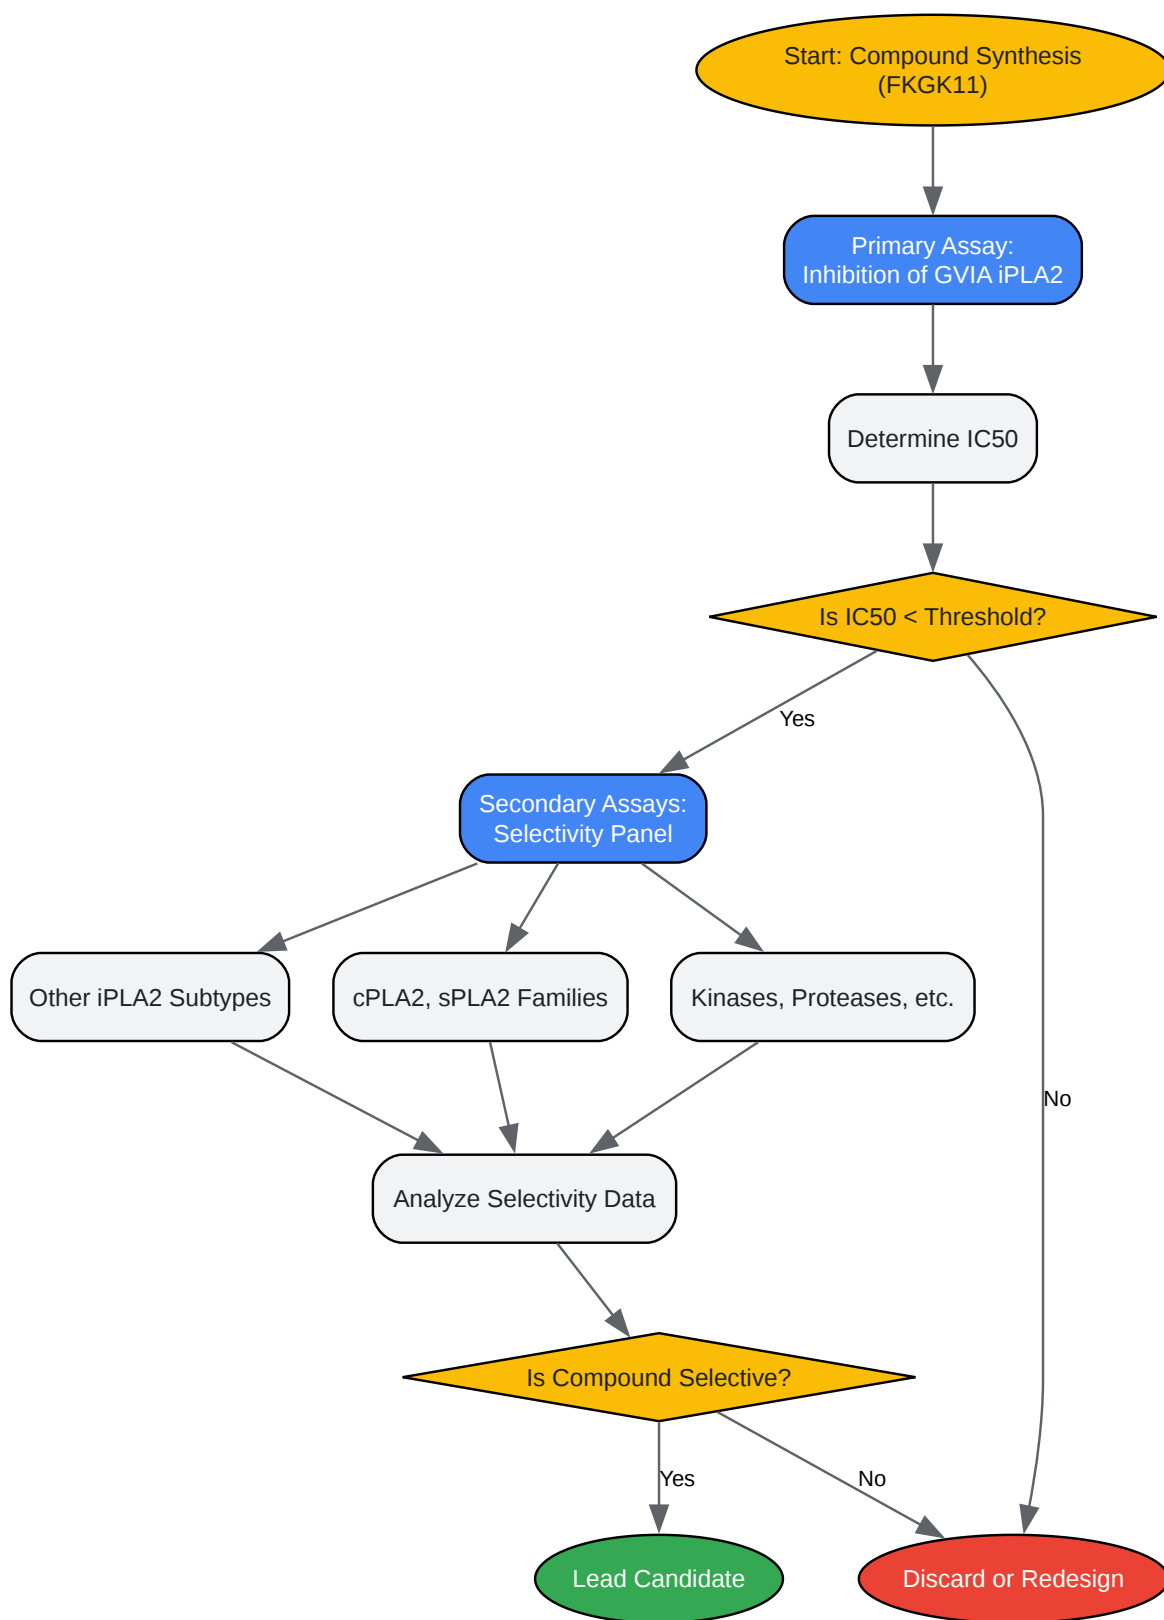 Start: Compound Synthesis
(FKGK11)
Primary Assay:
Inhibition of GVIA iPLA2
Determine IC50
Is IC50 < Threshold?
Yes
Secondary Assays:
Selectivity Panel
Other iPLA2 Subtypes
cPLA2, sPLA2 Families
Kinases, Proteases, etc.
No
Analyze Selectivity Data
Is Compound Selective?
Yes
No
Lead Candidate
Discard or Redesign